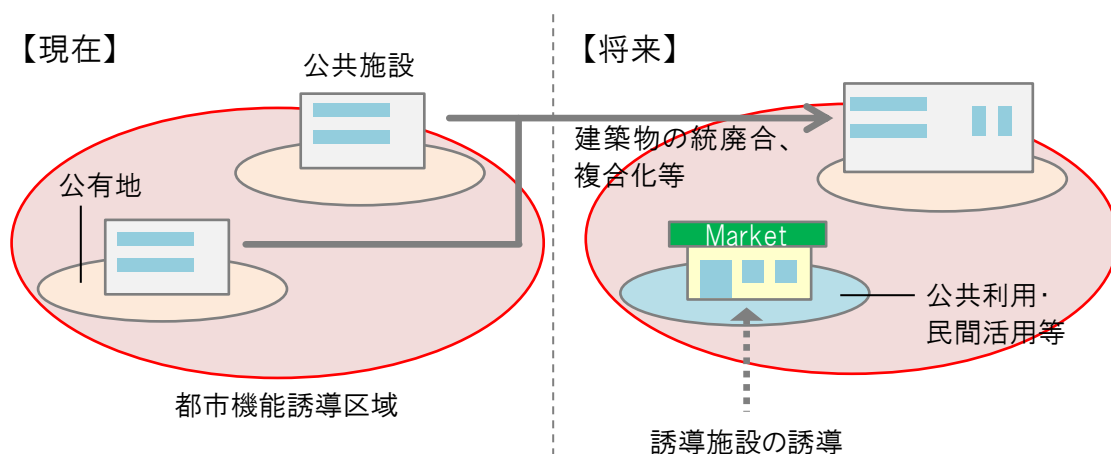 【現在】
公共施設
公有地
都市機能誘導区域
【将来】
建築物の統廃合、
複合化等
Market
公共利用・
民間活用等
誘導施設の誘導